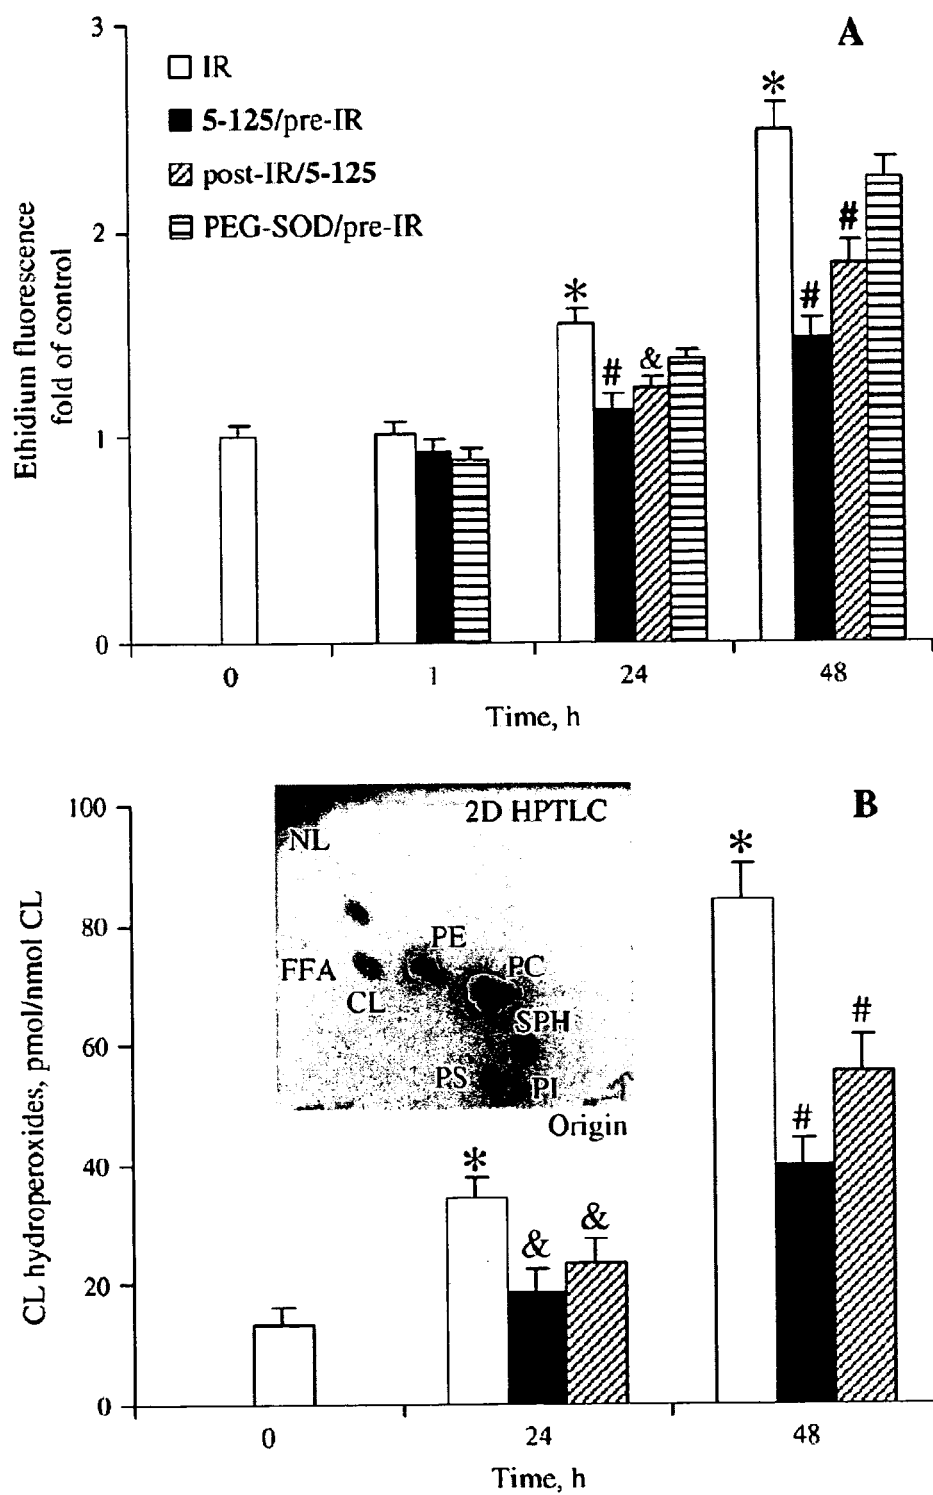 A
3
IR
5-125/pre-IR
post-IR/5-125
PEG-SOD/pre-IR
2
1
0
Ethidium fluorescence
fold of control
*
#
&
*
#
#
0 1 24 48
Time, h
B
100
80
60
40
20
0
CL hydroperoxides, pmol/nmol CL
2D HPTLC
NL
PE
FFA
PC
CL
SPH
PS
PI
Origin
*
&
&
*
#
#
0 24 48
Time, h